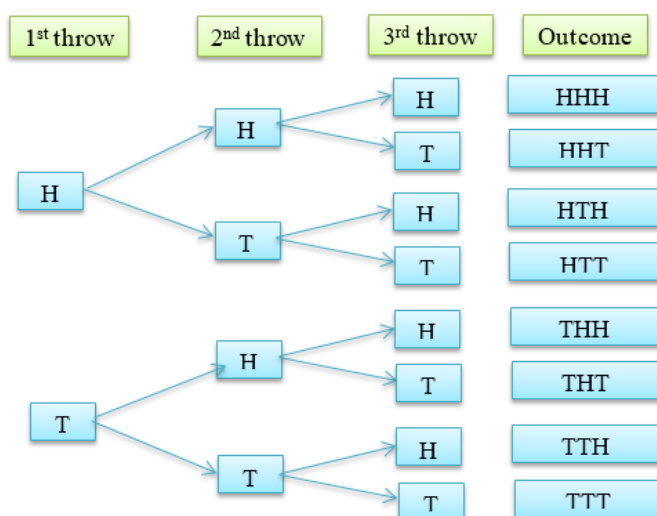 1st throw 2nd throw 3rd throw Outcome
H HHH
H
T HHT
H
H HTH
T
T HTT
H THH
H
T THT
T
H TTH
T
T TTT